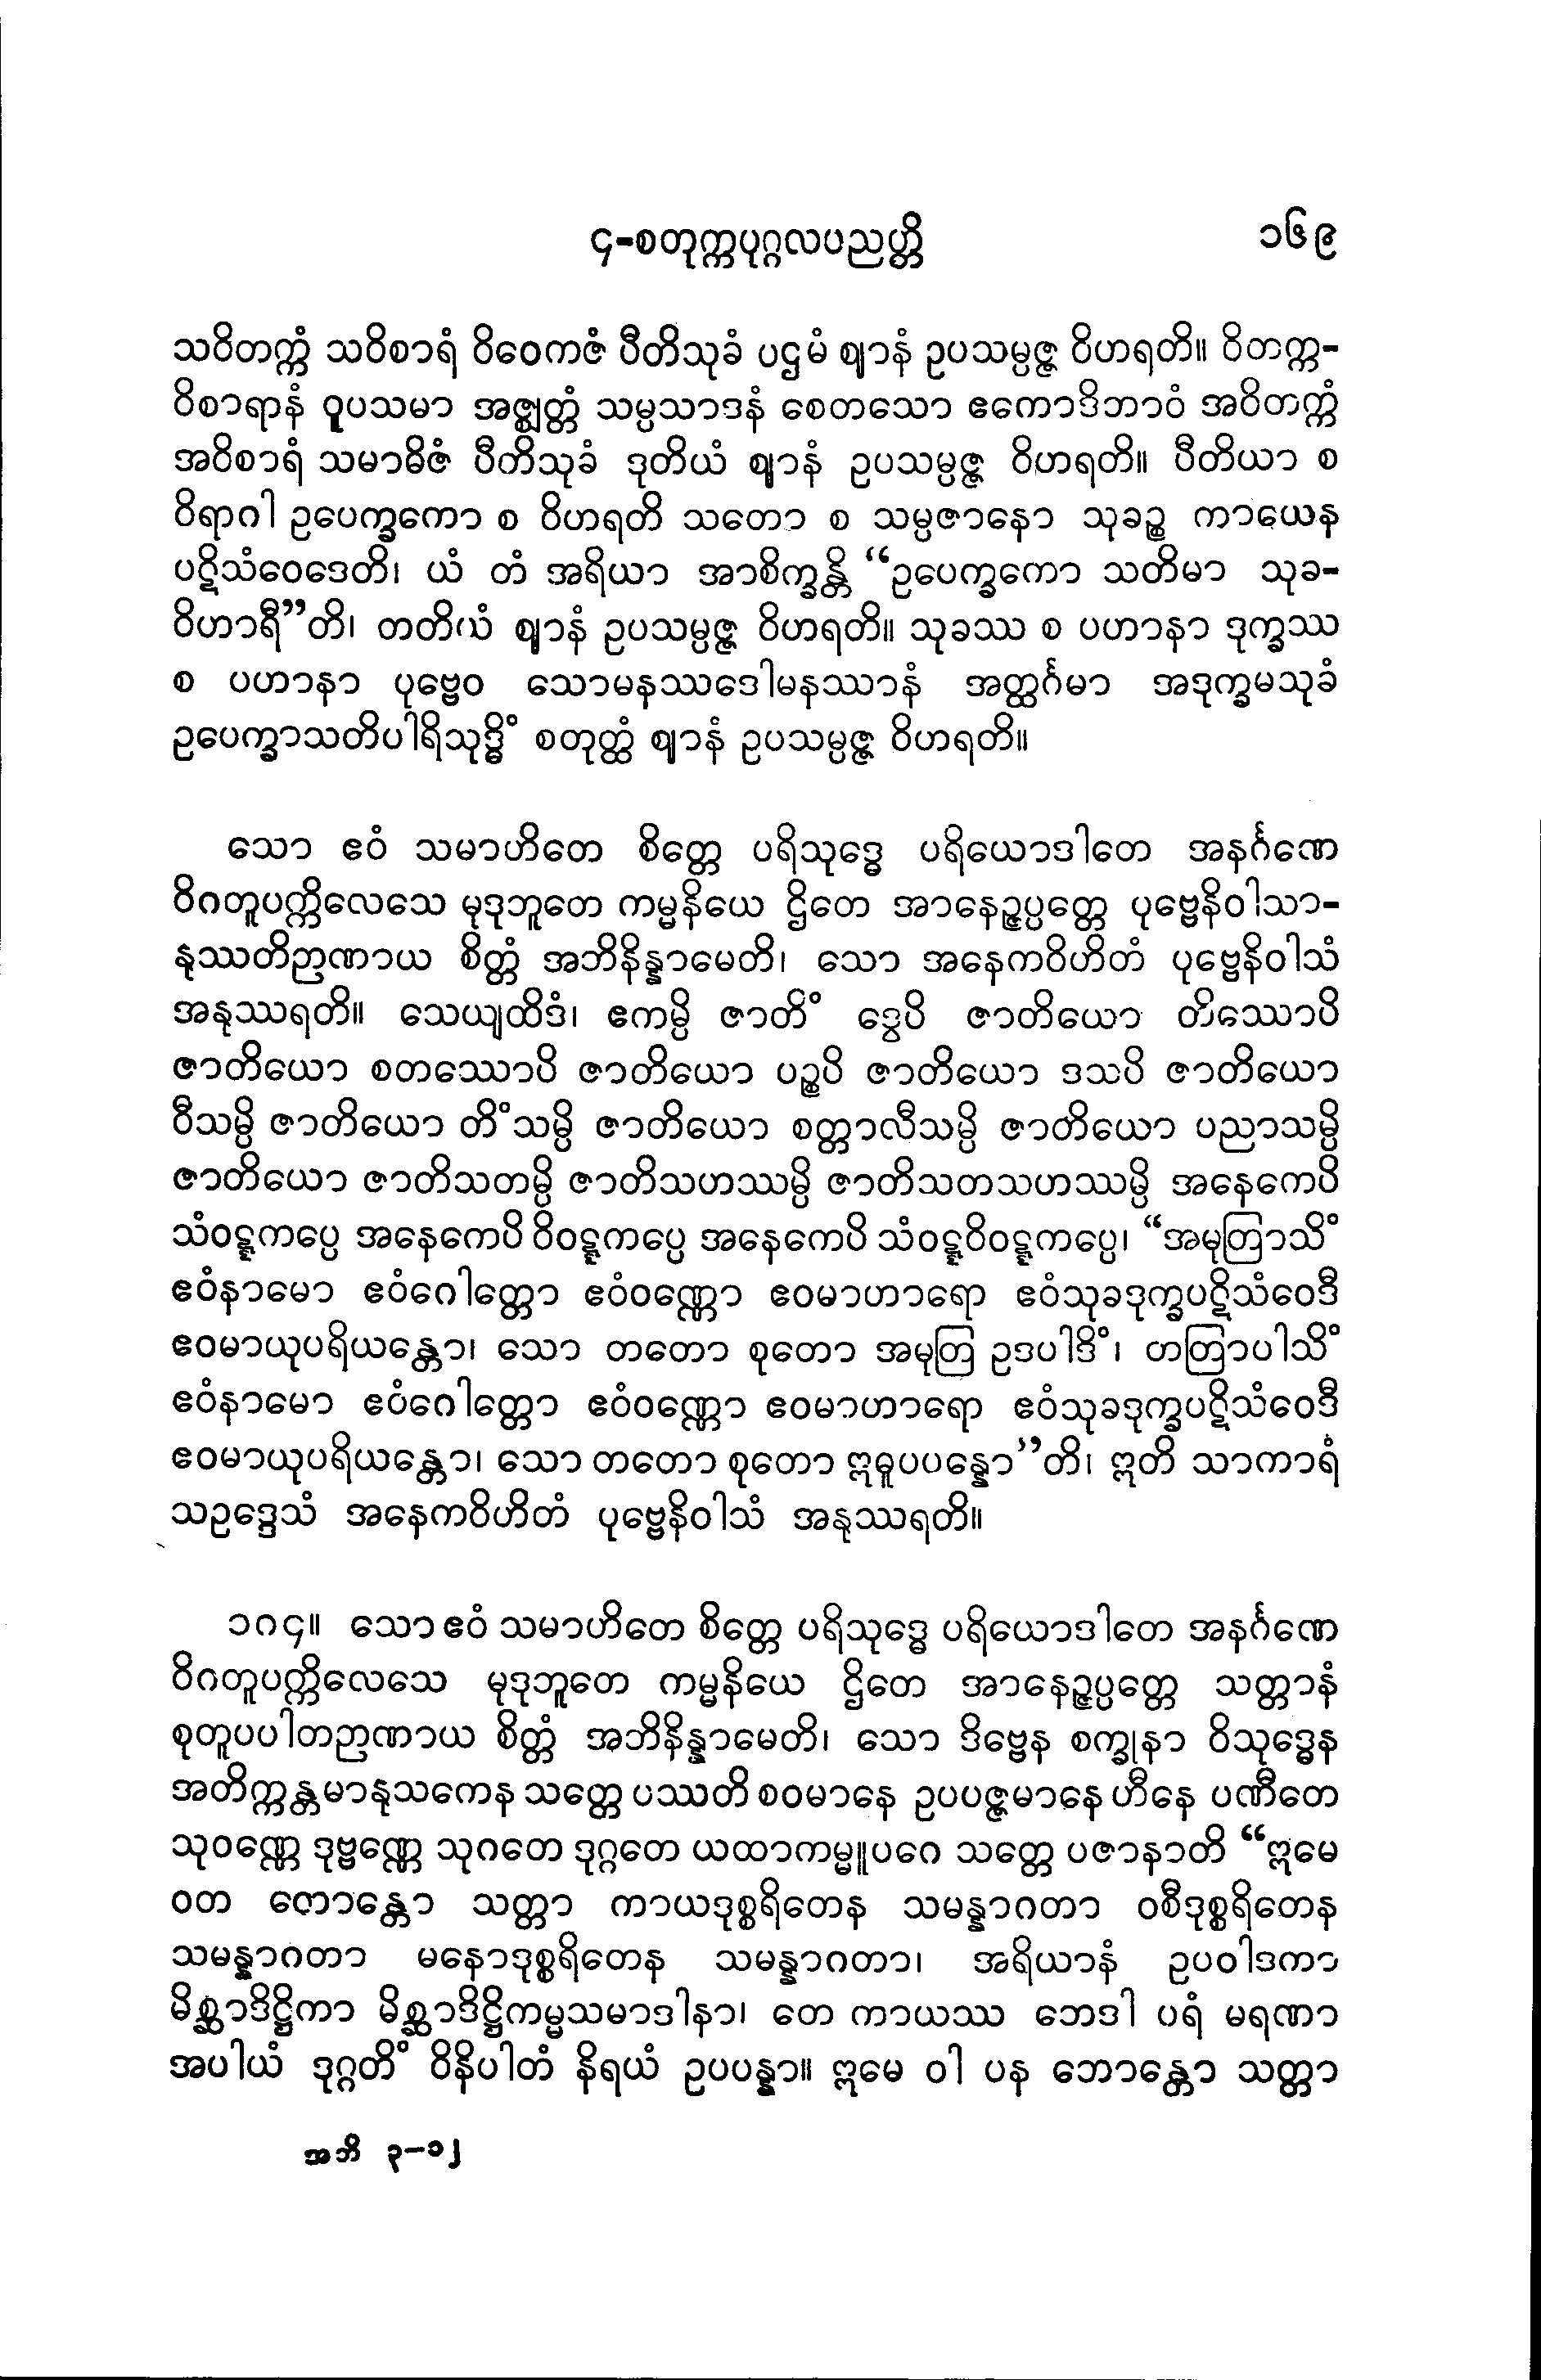 ၄-စတုက္ကပုဂ္ဂလပညတ္တိ ၁၆၉
သဝိတက္ကံ သဝိစာရံ ဝိဝေကဇံ ပီတိသုခံ ပဌမံ ဈာနံ ဥပသမ္ပဇ္ဇ ဝိဟရတိ။ ဝိတက္က-
ဝိစာရာနံ ဝူပသမာ အဇ္ဈတ္တံ သမ္ပသာဒနံ စေတသော ဧကောဒိဘာဝံ အဝိတက္ကံ
အဝိစာရံ သမာဓိဇံ ပီတိသုခံ ဒုတိယံ ဈာနံ ဥပသမ္ပဇ္ဇ ဝိဟရတိ။ ပီတိယာ စ
ဝိရာဂါ ဥပေက္ခကော စ ဝိဟရတိ သတော စ သမ္ပဇာနော သုခဉ္စ ကာယေန
ပဋိသံဝေဒေတိ၊ ယံ တံ အရိယာ အာစိက္ခန္တိ “ဥပေက္ခကော သတိမာ သုခ-
ဝိဟာရီ”တိ၊ တတိယံ ဈာနံ ဥပသမ္ပဇ္ဇ ဝိဟရတိ။ သုခဿ စ ပဟာနာ ဒုက္ခဿ
စ ပဟာနာ ပုဗ္ဗေဝ သောမနဿဒေါမနဿာနံ အတ္ထင်္ဂမာ အဒုက္ခမသုခံ
ဥပေက္ခာသတိပါရိသုဒ္ဓိံ စတုတ္ထံ ဈာနံ ဥပသမ္ပဇ္ဇ ဝိဟရတိ။
သော ဧဝံ သမာဟိတေ စိတ္တေ ပရိသုဒ္ဓေ ပရိယောဒါတေ အနင်္ဂဏေ
ဝိဂတူပက္ကိလေသေ မုဒုဘူတေ ကမ္မနိယေ ဌိတေ အာနေဉ္ဇပ္ပတ္တေ ပုဗ္ဗေနိဝါသာ-
နုဿတိဉာဏာယ စိတ္တံ အဘိနိန္နာမေတိ၊ သော အနေကဝိဟိတံ ပုဗ္ဗေနိဝါသံ
အနုဿရတိ။ သေယျထိဒံ၊ ဧကမ္ပိ ဇာတိံ ဒွေပိ ဇာတိယော တိဿောပိ
ဇာတိယော စတဿောပိ ဇာတိယော ပဉ္စပိ ဇာတိယော ဒသပိ ဇာတိယော
ဝီသမ္ပိ ဇာတိယော တိံသမ္ပိ ဇာတိယော စတ္တာလီသမ္ပိ ဇာတိယော ပညာသမ္ပိ
ဇာတိယော ဇာတိသတမ္ပိ ဇာတိသဟဿမ္ပိ ဇာတိသတသဟဿမ္ပိ အနေကေပိ
သံဝဋ္ဋကပ္ပေ အနေကေပိ ဝိဝဋ္ဋကပ္ပေ အနေကေပိ သံဝဋ္ဋဝိဝဋ္ဋကပ္ပေ၊ “အမုတြာသိံ
ဧဝံနာမော ဧဝံဂေါတ္တော ဧဝံဝဏ္ဏော ဧဝမာဟာရော ဧဝံသုခဒုက္ခပဋိသံဝေဒီ
ဧဝမာယုပရိယန္တော၊ သော တတော စုတော အမုတြ ဥဒပါဒိံ၊ တတြာပါသိံ
ဧဝံနာမော ဧဝံဂေါတ္တော ဧဝံဝဏ္ဏော ဧဝမာဟာရော ဧဝံသုခဒုက္ခပဋိသံဝေဒီ
ဧဝမာယုပရိယန္တော၊ သော တတော စုတော ဣဓူပပန္နော”တိ၊ ဣတိ သာကာရံ
သဥဒ္ဒေသံ အနေကဝိဟိတံ ပုဗ္ဗေနိဝါသံ အနုဿရတိ။
၁၈၄။ သော ဧဝံ သမာဟိတေ စိတ္တေ ပရိသုဒ္ဓေ ပရိယောဒါတေ အနင်္ဂဏေ
ဝိဂတူပက္ကိလေသေ မုဒုဘူတေ ကမ္မနိယေ ဌိတေ အာနေဉ္ဇပ္ပတ္တေ သတ္တာနံ
စုတူပပါတဉာဏာယ စိတ္တံ အဘိနိန္နာမေတိ၊ သော ဒိဗ္ဗေန စက္ခုနာ ဝိသုဒ္ဓေန
အတိက္ကန္တမာနုသကေန သတ္တေ ပဿတိ စဝမာနေ ဥပပဇ္ဇမာနေ ဟီနေ ပဏီတေ
သုဝဏ္ဏေ ဒုဗ္ဗဏ္ဏေ သုဂတေ ဒုဂ္ဂတေ ယထာကမ္မူပဂေ သတ္တေ ပဇာနာတိ “ဣမေ
ဝတ ဘောန္တော သတ္တာ ကာယဒုစ္စရိတေန သမန္နာဂတာ ဝစီဒုစ္စရိတေန
သမန္နာဂတာ မနောဒုစ္စရိတေန သမန္နာဂတာ၊ အရိယာနံ ဥပဝါဒကာ
မိစ္ဆာဒိဋ္ဌိကာ မိစ္ဆာဒိဋ္ဌိကမ္မသမာဒါနာ၊ တေ ကာယဿ ဘေဒါ ပရံ မရဏာ
အပါယံ ဒုဂ္ဂတိံ ဝိနိပါတံ နိရယံ ဥပပန္နာ။ ဣမေ ဝါ ပန ဘောန္တော သတ္တာ
အဘိ ၃-၁၂